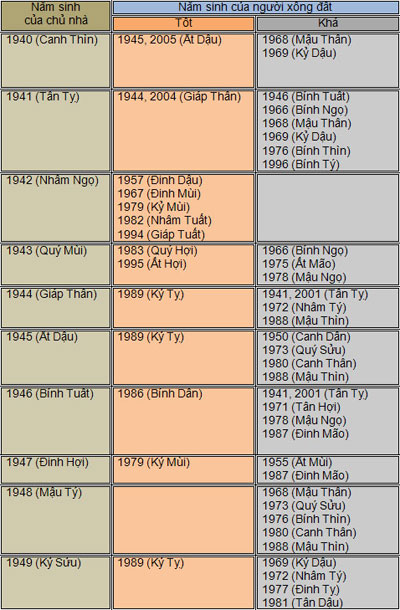 Năm sinh
của chủ nhà
Năm sinh của người xông đất
Tốt
Khá
1940 (Canh Thìn)
1945, 2005 (Ất Dậu)
1968 (Mậu Thân)
1969 (Kỷ Dậu)
1941 (Tân Tỵ)
1944, 2004 (Giáp Thân)
1946 (Bính Tuất)
1966 (Bính Ngọ)
1968 (Mậu Thân)
1969 (Kỷ Dậu)
1976 (Bính Thìn)
1996 (Bính Tý)
1942 (Nhâm Ngọ)
1957 (Đinh Dậu)
1967 (Đinh Mùi)
1979 (Kỷ Mùi)
1982 (Nhâm Tuất)
1994 (Giáp Tuất)
1943 (Quý Mùi)
1983 (Quý Hợi)
1995 (Ất Hợi)
1966 (Bính Ngọ)
1975 (Ất Mão)
1978 (Mậu Ngọ)
1944 (Giáp Thân)
1989 (Kỷ Tỵ)
1941, 2001 (Tân Tỵ)
1972 (Nhâm Tý)
1988 (Mậu Thìn)
1945 (Ất Dậu)
1989 (Kỷ Tỵ)
1950 (Canh Dần)
1973 (Quý Sửu)
1980 (Canh Thân)
1988 (Mậu Thìn)
1946 (Bính Tuất)
1986 (Bính Dần)
1941, 2001 (Tân Tỵ)
1971 (Tân Hợi)
1978 (Mậu Ngọ)
1987 (Đinh Mão)
1947 (Đinh Hợi)
1979 (Kỷ Mùi)
1955 (Ất Mùi)
1987 (Đinh Mão)
1948 (Mậu Tý)
1968 (Mậu Thân)
1973 (Quý Sửu)
1976 (Bính Thìn)
1980 (Canh Thân)
1988 (Mậu Thìn)
1949 (Kỷ Sửu)
1989 (Kỷ Tỵ)
1969 (Kỷ Dậu)
1972 (Nhâm Tý)
1977 (Đinh Tỵ)
1981 (Tân Dậu)